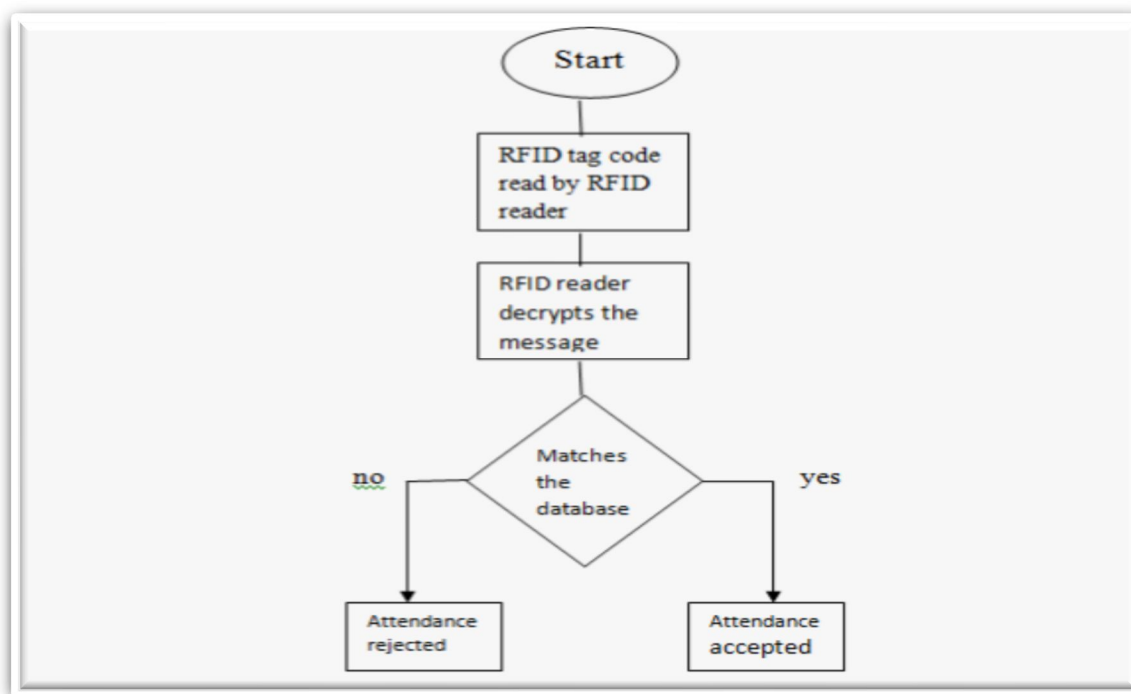 Start
RFID tag code
read by RFID
reader
RFID reader
decrypts the
message
Matches
the
database
no
yes
Attendance
rejected
Attendance
accepted